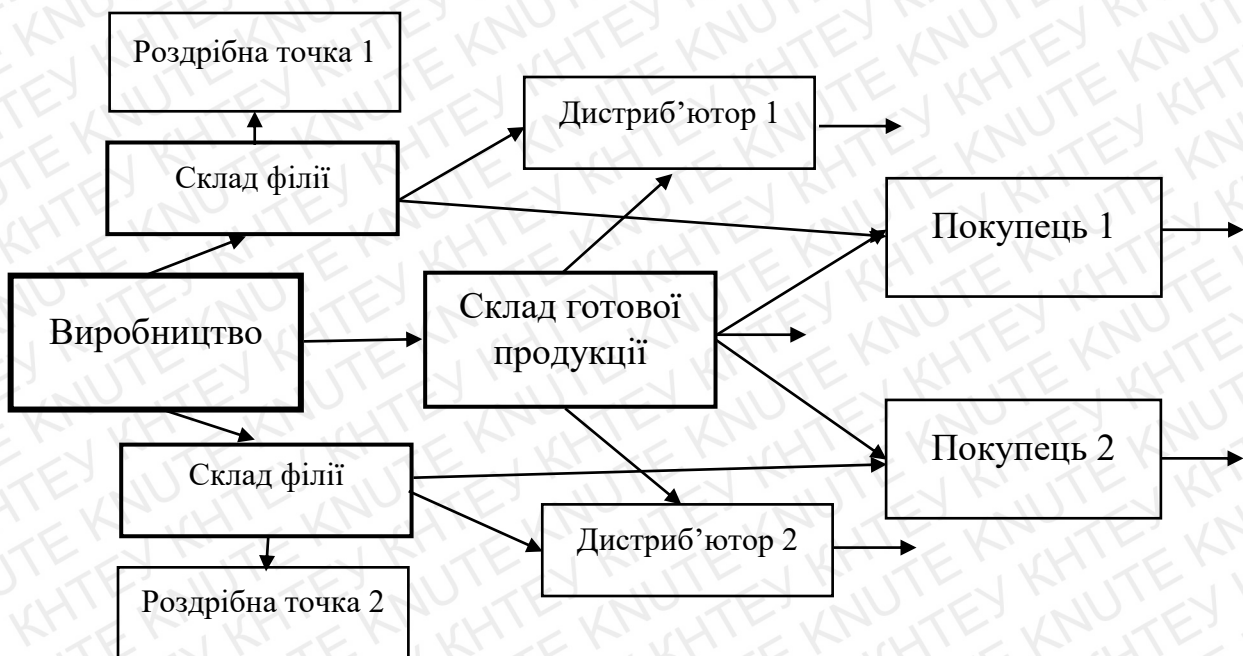 Роздрібна точка 1
Дистриб’ютор 1
Склад філії
Покупець 1
Виробництво
Склад готової
продукції
Покупець 2
Склад філії
Дистриб’ютор 2
Роздрібна точка 2